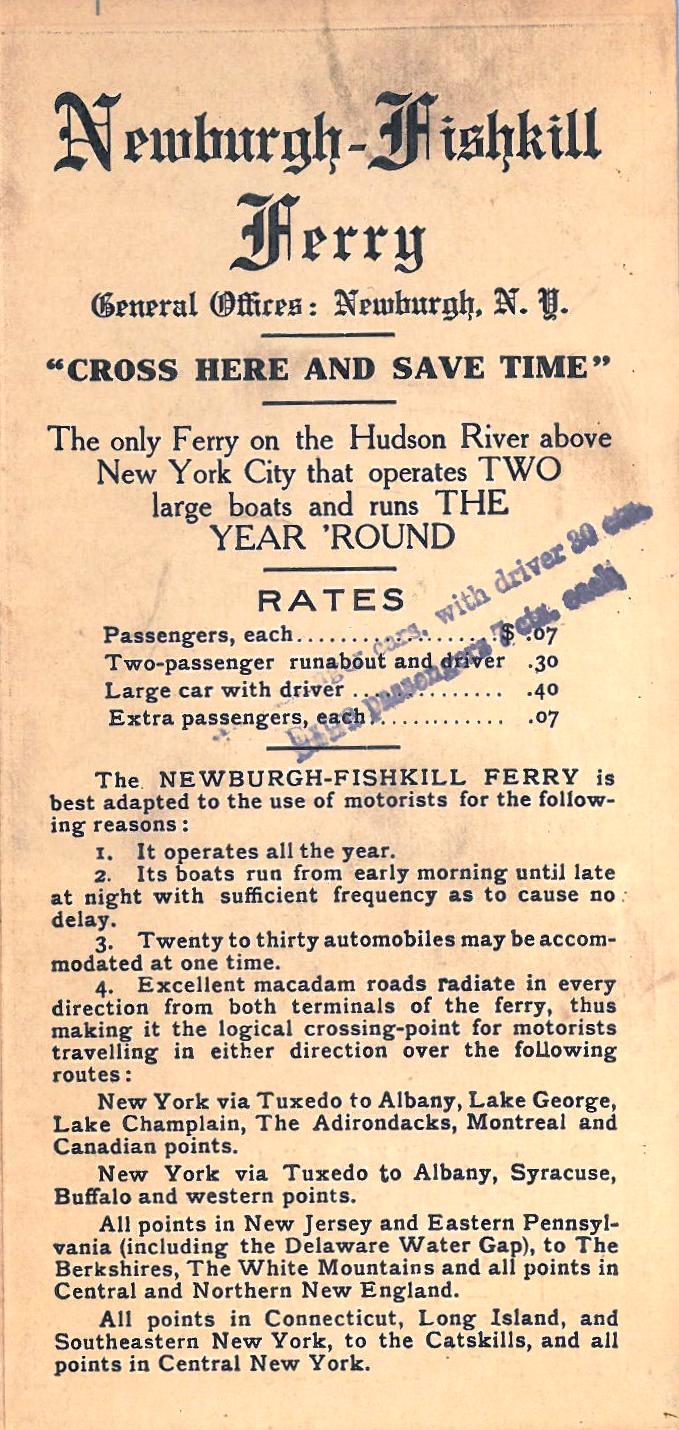 Newburgh-Fishkill
Ferry
General Offices: Newburgh, N. Y.
“CROSS HERE AND SAVE TIME”
The only Ferry on the Hudson River above
New York City that operates TWO
large boats and runs THE
YEAR ’ROUND
RATES
Passengers, each....................$ .07
Two-passenger runabout and driver .30
Large car with driver ............... .40
Extra passengers, each............. .07
cars, with driver 30 cts.
Extra passengers 7 cts. each
The NEWBURGH-FISHKILL FERRY is
best adapted to the use of motorists for the follow-
ing reasons:
1. It operates all the year.
2. Its boats run from early morning until late
at night with sufficient frequency as to cause no
delay.
3. Twenty to thirty automobiles may be accom-
modated at one time.
4. Excellent macadam roads radiate in every
direction from both terminals of the ferry, thus
making it the logical crossing-point for motorists
travelling in either direction over the following
routes:
New York via Tuxedo to Albany, Lake George,
Lake Champlain, The Adirondacks, Montreal and
Canadian points.
New York via Tuxedo to Albany, Syracuse,
Buffalo and western points.
All points in New Jersey and Eastern Pennsyl-
vania (including the Delaware Water Gap), to The
Berkshires, The White Mountains and all points in
Central and Northern New England.
All points in Connecticut, Long Island, and
Southeastern New York, to the Catskills, and all
points in Central New York.